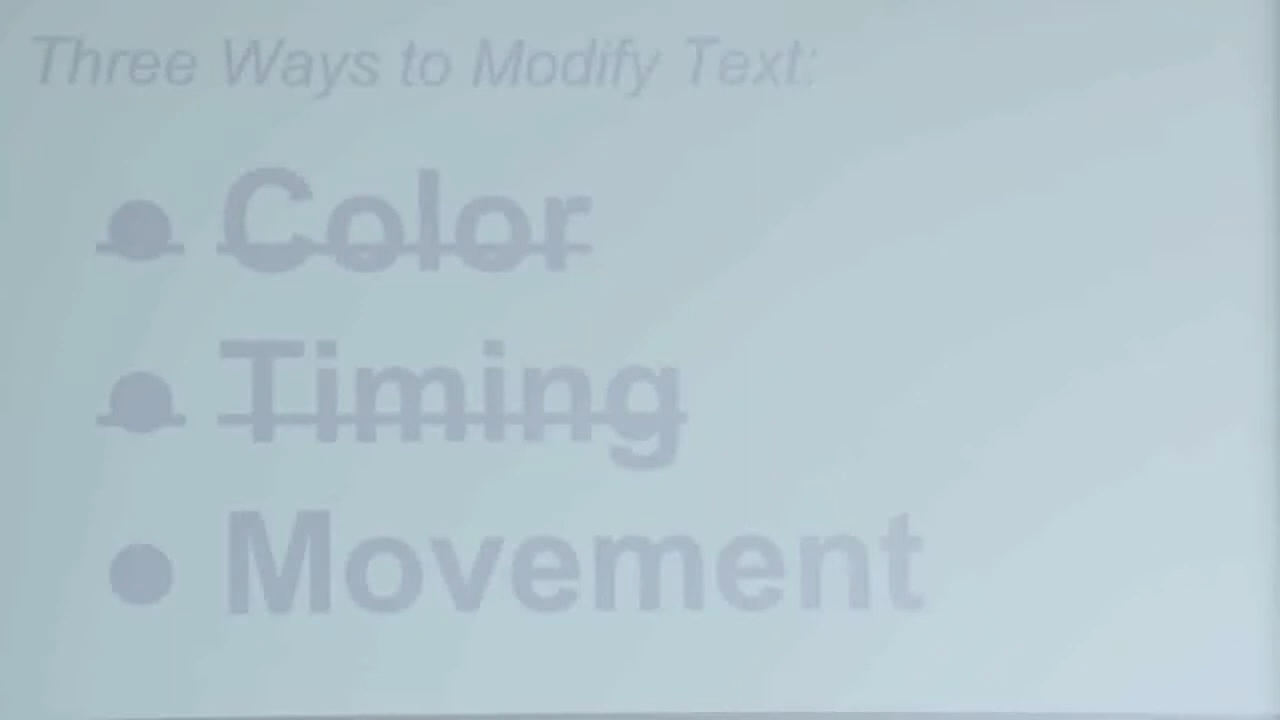 Three Ways to Modify Text:
● Color
● Timing
● Movement